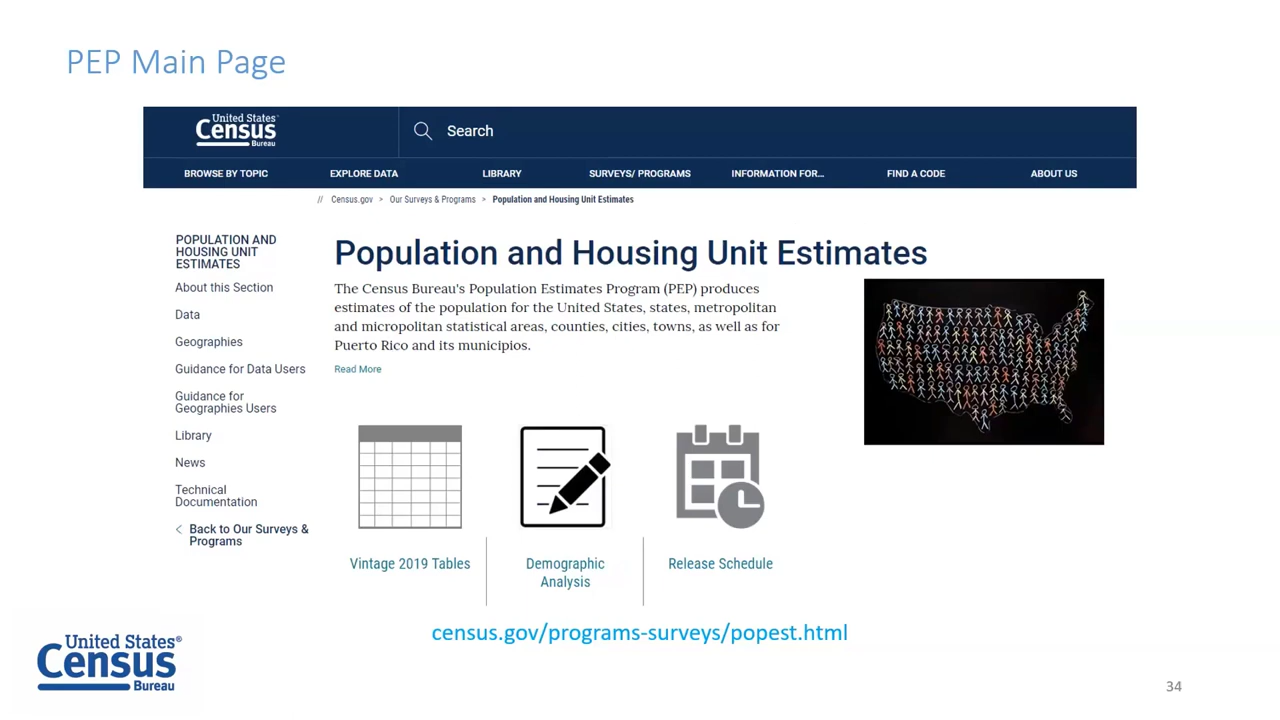 PEP Main Page
United States
Census
Bureau
Search
BROWSE BY TOPIC
EXPLORE DATA
LIBRARY
SURVEYS/ PROGRAMS
INFORMATION FOR...
FIND A CODE
ABOUT US
// Census.gov > Our Surveys & Programs > Population and Housing Unit Estimates
POPULATION AND
HOUSING UNIT
ESTIMATES
About this Section
Data
Geographies
Guidance for Data Users
Guidance for
Geographies Users
Library
News
Technical
Documentation
< Back to Our Surveys &
Programs
Population and Housing Unit Estimates
The Census Bureau's Population Estimates Program (PEP) produces
estimates of the population for the United States, states, metropolitan
and micropolitan statistical areas, counties, cities, towns, as well as for
Puerto Rico and its municipios.
Read More
Vintage 2019 Tables
Demographic
Analysis
Release Schedule
census.gov/programs-surveys/popest.html
United States®
Census
Bureau
34